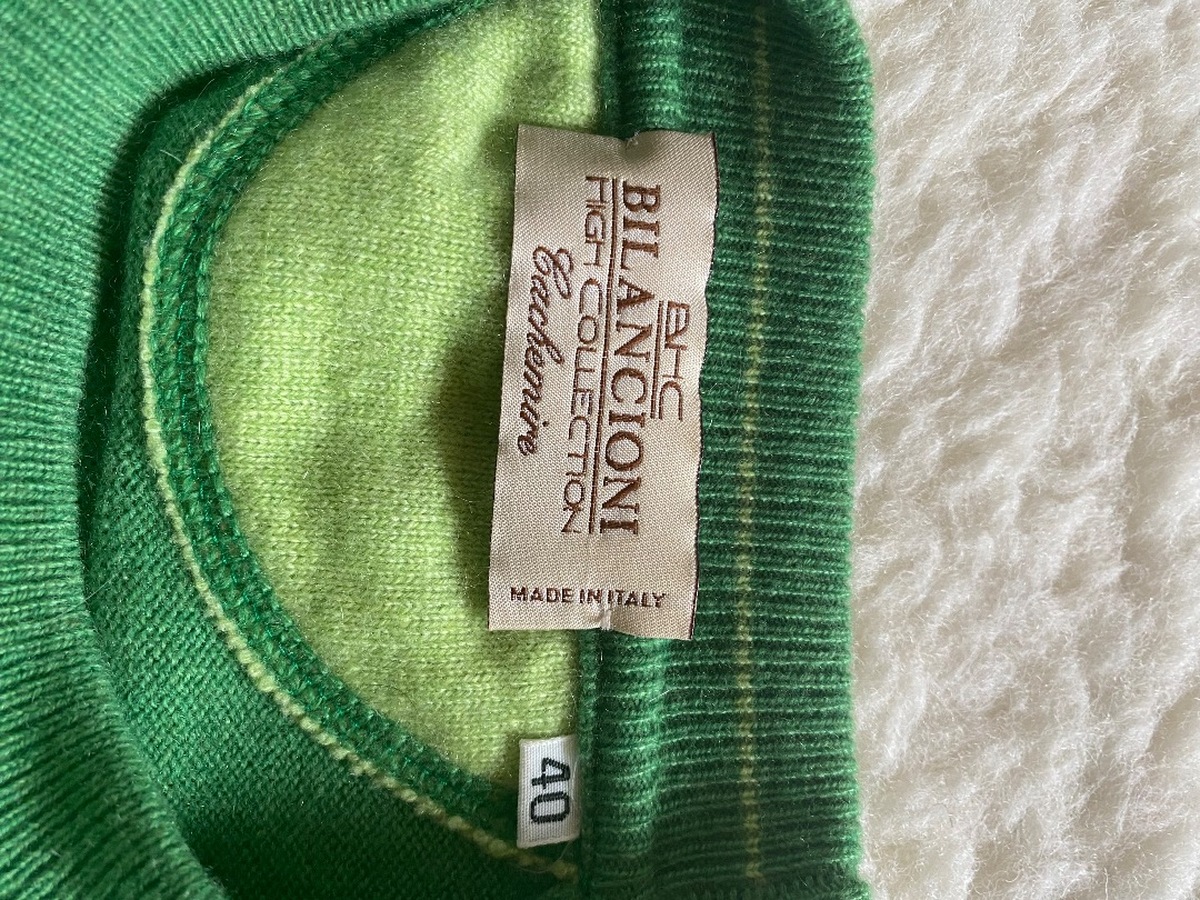 BHC
BILANCIONI
HIGH COLLECTION
Cachemire
MADE IN ITALY
40